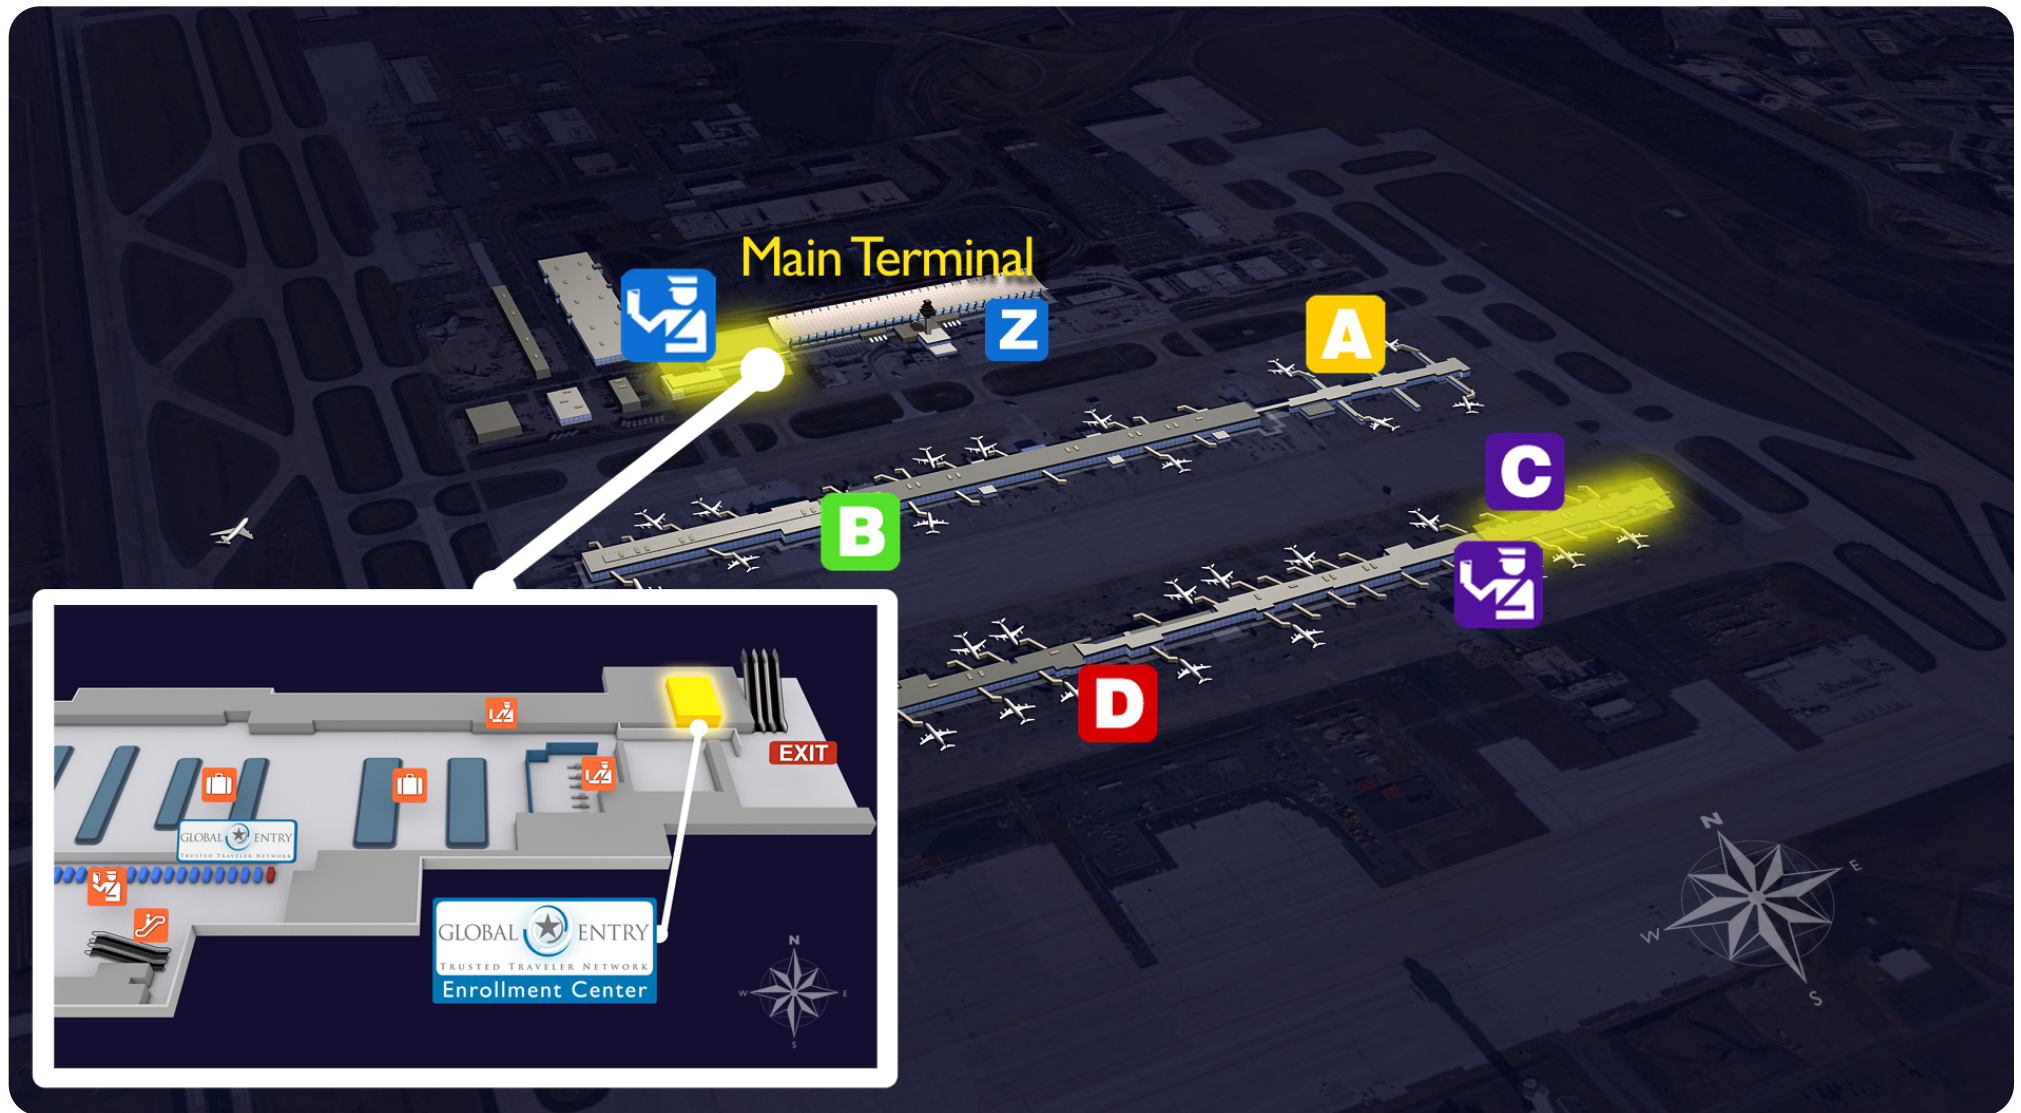 Main Terminal
Z
A
B
C
D
EXIT
GLOBAL ENTRY
TRUSTED TRAVELER NETWORK
GLOBAL ENTRY
TRUSTED TRAVELER NETWORK
Enrollment Center
N
W E
S
N
E
W
S